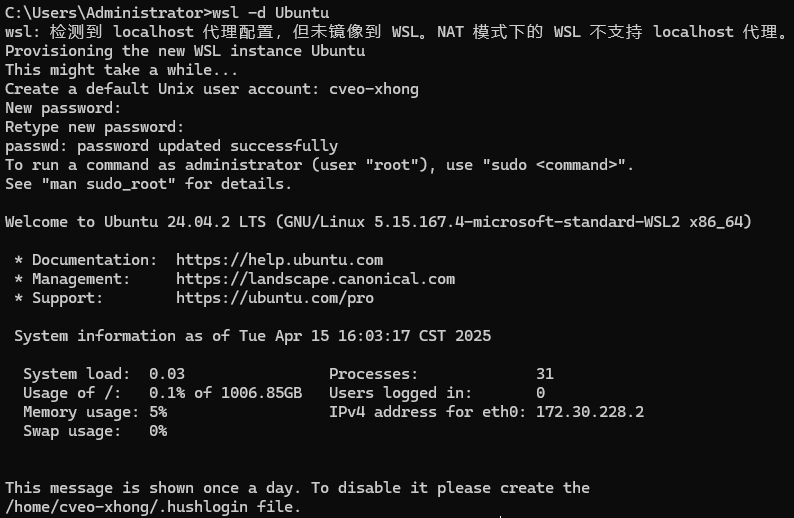 C:\Users\Administrator>wsl -d Ubuntu
wsl: 检测到 localhost 代理配置，但未镜像到 WSL。NAT 模式下的 WSL 不支持 localhost 代理。
Provisioning the new WSL instance Ubuntu
This might take a while...
Create a default Unix user account: cveo-xhong
New password:
Retype new password:
passwd: password updated successfully
To run a command as administrator (user "root"), use "sudo <command>".
See "man sudo_root" for details.
Welcome to Ubuntu 24.04.2 LTS (GNU/Linux 5.15.167.4-microsoft-standard-WSL2 x86_64)
* Documentation:  https://help.ubuntu.com
* Management:     https://landscape.canonical.com
* Support:        https://ubuntu.com/pro
System information as of Tue Apr 15 16:03:17 CST 2025
System load:  0.03                Processes:             31
Usage of /:   0.1% of 1006.85GB   Users logged in:       0
Memory usage: 5%                  IPv4 address for eth0: 172.30.228.2
Swap usage:   0%
This message is shown once a day. To disable it please create the
/home/cveo-xhong/.hushlogin file.